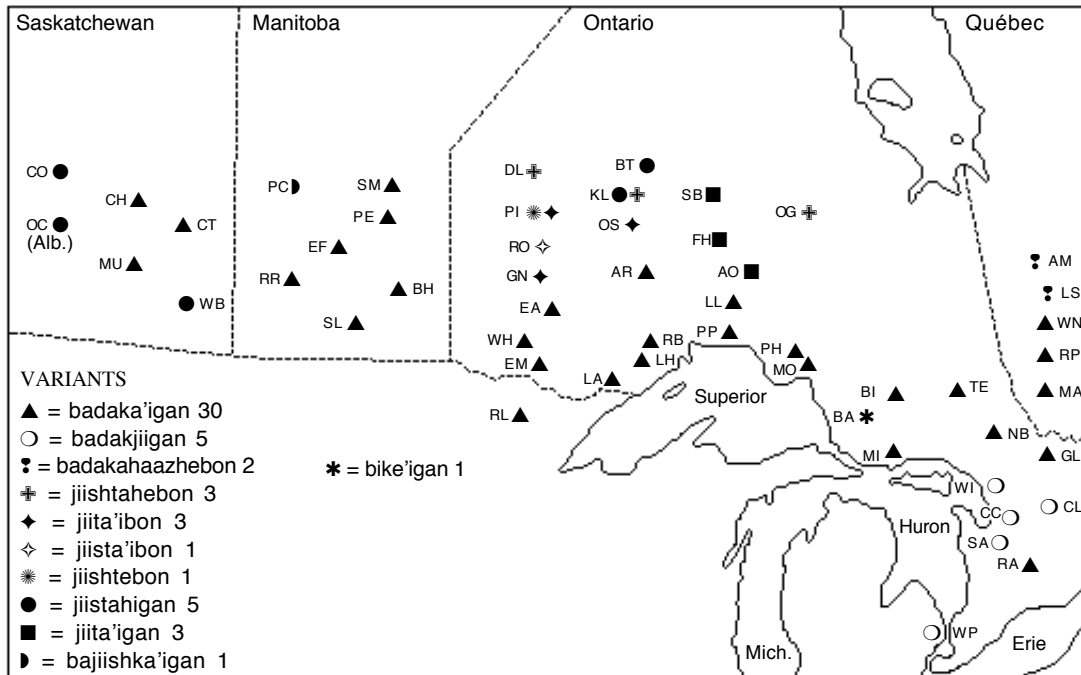 Saskatchewan Manitoba Ontario Québec
CO
OC
(Alb.)
CH
CT
MU
WB
PC
SM
PE
EF
RR
BH
SL
DL
BT
KL
SB
PI
OS
OG
RO
FH
GN
AR
AO
EA
LL
WH
RB
PP
EM
LH
PH
LA
MO
RL
AM
LS
WN
RP
MA
BI
TE
BA
NB
MI
GL
WI
CC
CL
SA
RA
WP
Superior
Huron
Mich.
Erie
VARIANTS
▲ = badaka'igan 30
❍ = badakjiigan 5
❢ = badakahaazhebon 2
✱ = bike'igan 1
✙ = jiishtahebon 3
✦ = jiita'ibon 3
✧ = jiista'ibon 1
✺ = jiishtebon 1
● = jiistahigan 5
■ = jiita'igan 3
◗ = bajiishka'igan 1